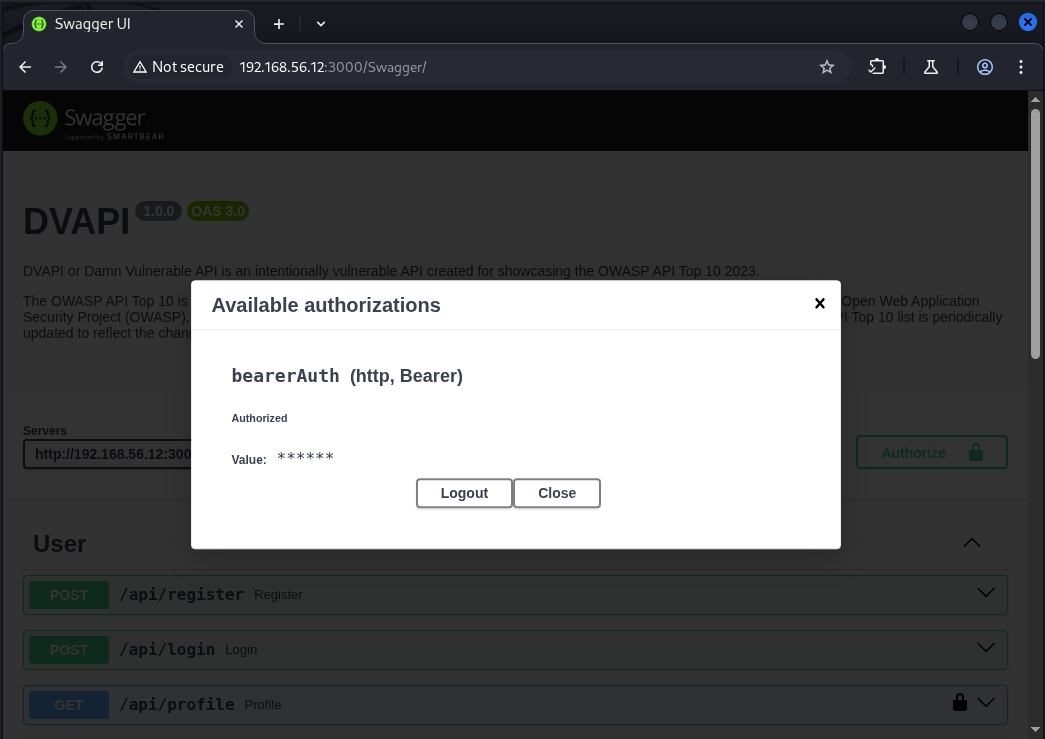 Swagger UI
Not secure 192.168.56.12:3000/Swagger/
Swagger
Supported by SMARTBEAR
DVAPI 1.0.0 OAS 3.0
DVAPI or Damn Vulnerable API is an intentionally vulnerable API created for showcasing the OWASP API Top 10 2023.
The OWASP API Top 10 is Open Web Application
Security Project (OWASP), PI Top 10 list is periodically
updated to reflect the chan
Available authorizations
bearerAuth (http, Bearer)
Authorized
Value: ******
Logout Close
Servers
http://192.168.56.12:300
Authorize
User
POST /api/register Register
POST /api/login Login
GET /api/profile Profile